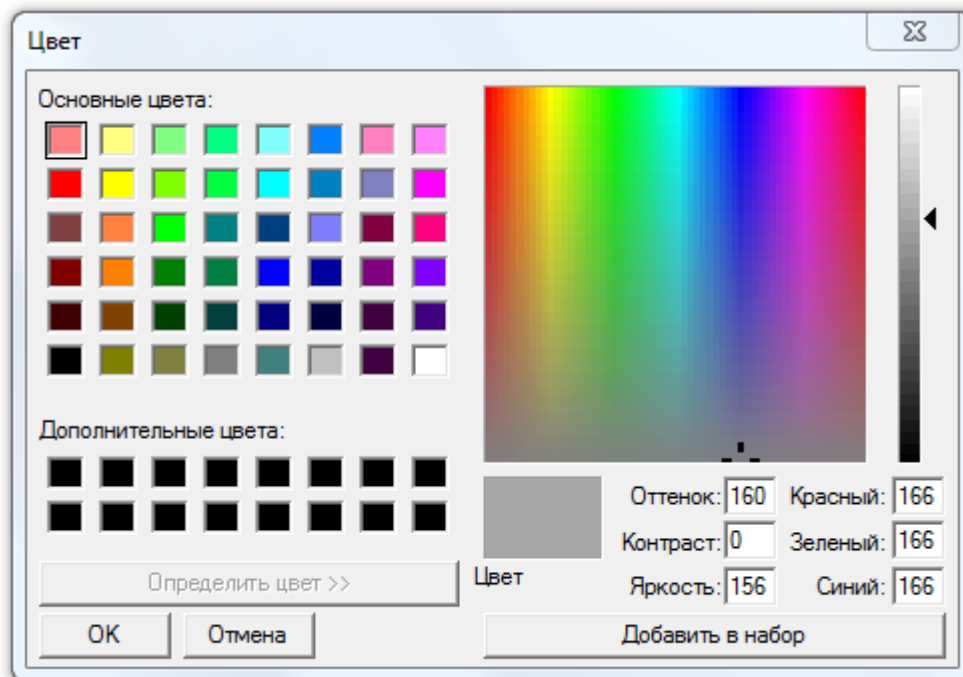 Цвет
Основные цвета:
Дополнительные цвета:
Определить цвет >>
OK
Отмена
Цвет
Оттенок: 160 Красный: 166
Контраст: 0 Зеленый: 166
Яркость: 156 Синий: 166
Добавить в набор